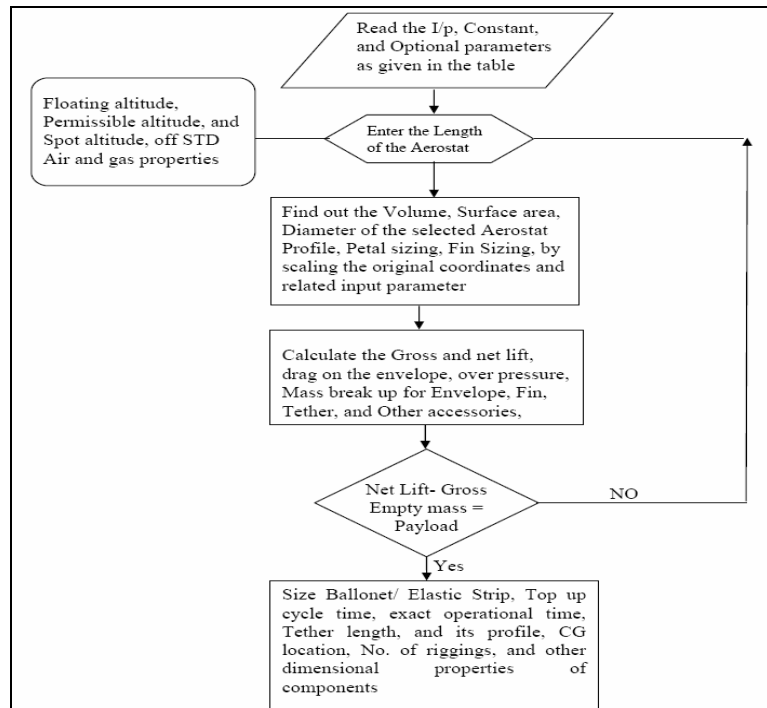 Read the I/p, Constant,
and Optional parameters
as given in the table
Floating altitude,
Permissible altitude, and
Spot altitude, off STD
Air and gas properties
Enter the Length
of the Aerostat
Find out the Volume, Surface area,
Diameter of the selected Aerostat
Profile, Petal sizing, Fin Sizing, by
scaling the original coordinates and
related input parameter
Calculate the Gross and net lift,
drag on the envelope, over pressure,
Mass break up for Envelope, Fin,
Tether, and Other accessories,
Net Lift- Gross
Empty mass =
Payload
NO
Yes
Size Ballonet/ Elastic Strip, Top up
cycle time, exact operational time,
Tether length, and its profile, CG
location, No. of riggings, and other
dimensional properties of
components